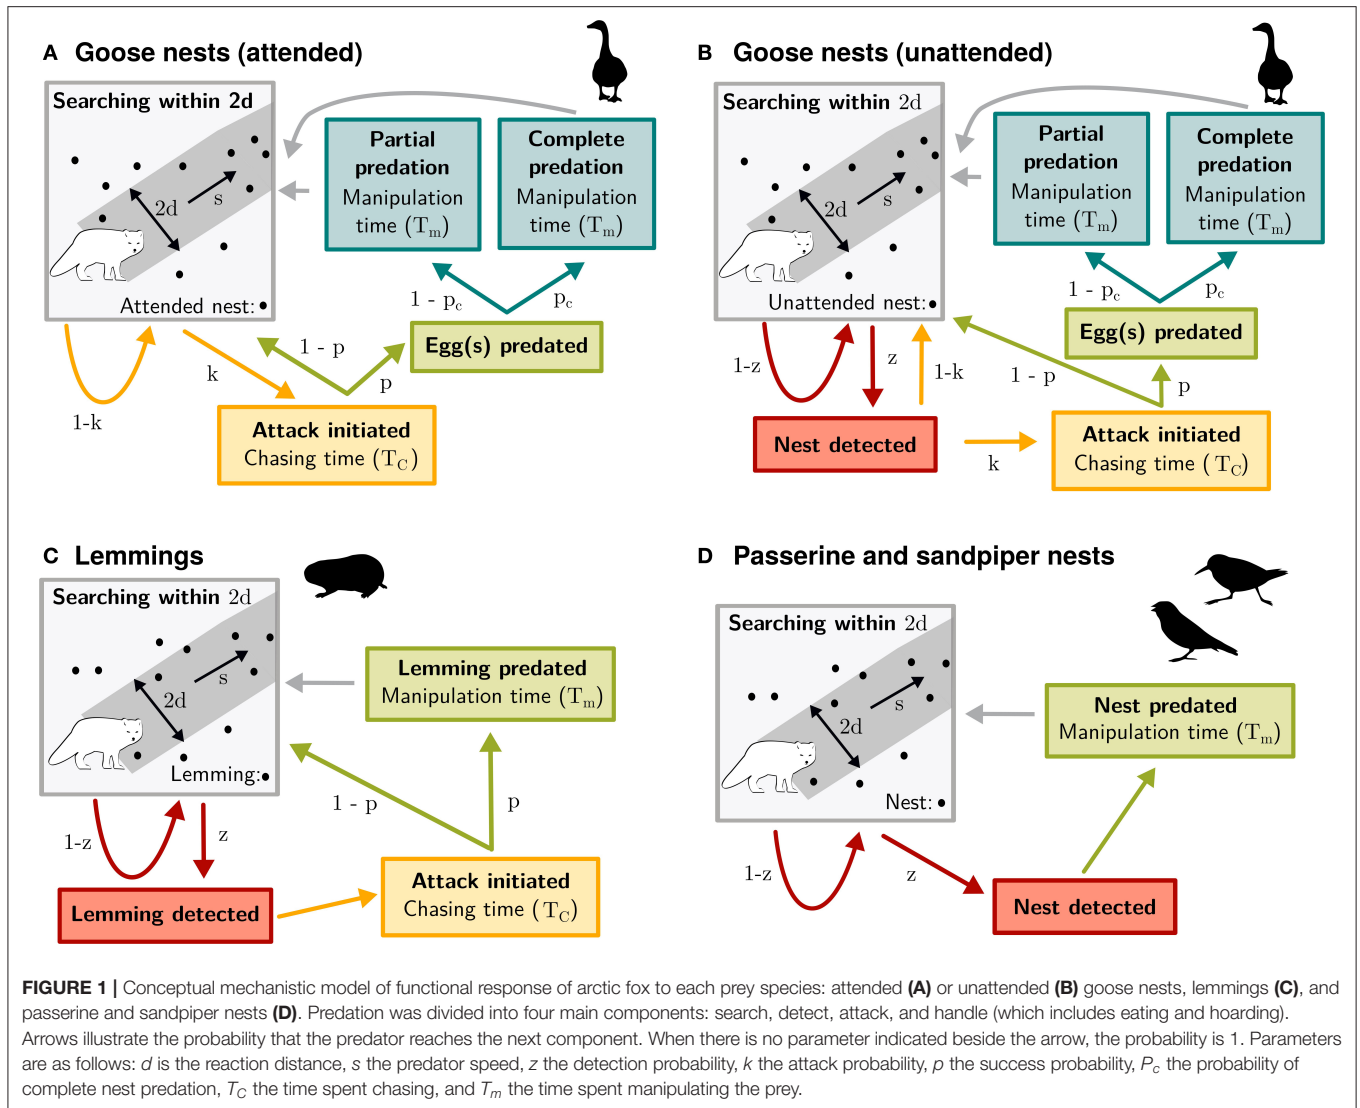 A Goose nests (attended)
Searching within 2d
2d
s
Attended nest:
Partial
predation
Manipulation
time (Tm)
Complete
predation
Manipulation
time (Tm)
1 - pc
pc
Egg(s) predated
1 - p
p
k
1-k
Attack initiated
Chasing time (TC)
B Goose nests (unattended)
Searching within 2d
2d
s
Unattended nest:
Partial
predation
Manipulation
time (Tm)
Complete
predation
Manipulation
time (Tm)
1 - pc
pc
Egg(s) predated
1-z
z
1-k
1 - p
p
Nest detected
k
Attack initiated
Chasing time ( TC)
C Lemmings
Searching within 2d
2d
s
Lemming:
Lemming predated
Manipulation time (Tm)
1 - p
p
1-z
z
Lemming detected
Attack initiated
Chasing time ( TC)
D Passerine and sandpiper nests
Searching within 2d
2d
s
Nest:
Nest predated
Manipulation time (Tm)
1-z
z
Nest detected
FIGURE 1 | Conceptual mechanistic model of functional response of arctic fox to each prey species: attended (A) or unattended (B) goose nests, lemmings (C), and
passerine and sandpiper nests (D). Predation was divided into four main components: search, detect, attack, and handle (which includes eating and hoarding).
Arrows illustrate the probability that the predator reaches the next component. When there is no parameter indicated beside the arrow, the probability is 1. Parameters
are as follows: d is the reaction distance, s the predator speed, z the detection probability, k the attack probability, p the success probability, Pc the probability of
complete nest predation, TC the time spent chasing, and Tm the time spent manipulating the prey.